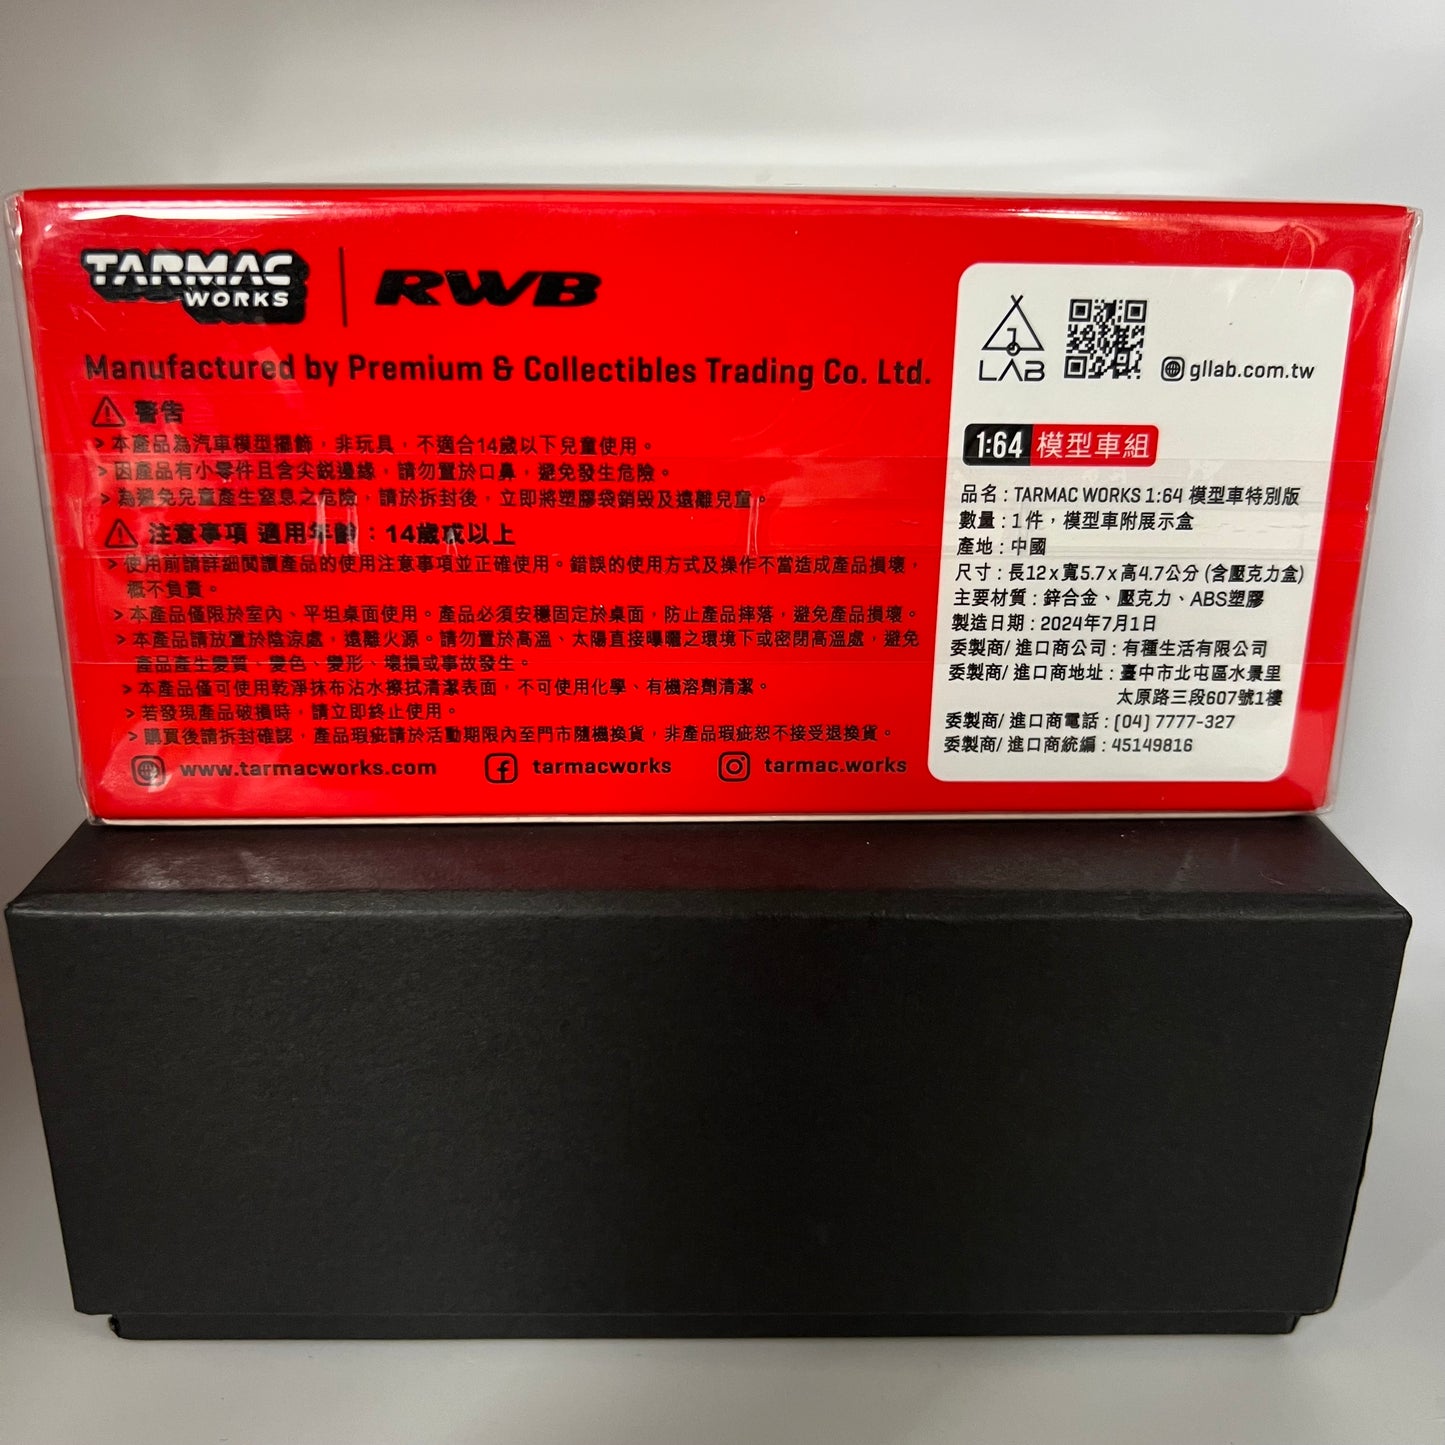 TARMAC
WORKS
RWB
Manufactured by Premium & Collectibles Trading Co. Ltd.
警告
> 本產品為汽車模型擺飾，非玩具，不適合14歲以下兒童使用。
> 因產品有小零件且含尖銳邊緣，請勿置於口鼻，避免發生危險。
> 為避免兒童產生窒息之危險，請於拆封後，立即將塑膠袋銷毀及遠離兒童。
注意事項 適用年齡：14歲或以上
> 使用前請詳細閱讀產品的使用注意事項並正確使用。錯誤的使用方式及操作不當造成產品損壞，
概不負責。
> 本產品僅限於室內、平坦桌面使用。產品必須安穩固定於桌面，防止產品摔落，避免產品損壞。
> 本產品請放置於陰涼處，遠離火源。請勿置於高溫、太陽直接曝曬之環境下或密閉高溫處，避免
產品產生變質、變色、變形、壞損或事故發生。
> 本產品僅可使用乾淨抹布沾水擦拭清潔表面，不可使用化學、有機溶劑清潔。
> 若發現產品破損時，請立即終止使用。
> 購買後請拆封確認，產品瑕疵請於活動期限內至門市隨機換貨，非產品瑕疵恕不接受退換貨。
www.tarmacworks.com
tarmacworks
tarmac.works
LAB
gllab.com.tw
1:64 模型車組
品名：TARMAC WORKS 1:64 模型車特別版
數量：1件，模型車附展示盒
產地：中國
尺寸：長12 x 寬5.7 x 高4.7公分 (含壓克力盒)
主要材質：鋅合金、壓克力、ABS塑膠
製造日期：2024年7月1日
委製商/ 進口商公司：有種生活有限公司
委製商/ 進口商地址：臺中市北屯區水景里
太原路三段607號1樓
委製商/ 進口商電話：(04) 7777-327
委製商/ 進口商統編：45149816